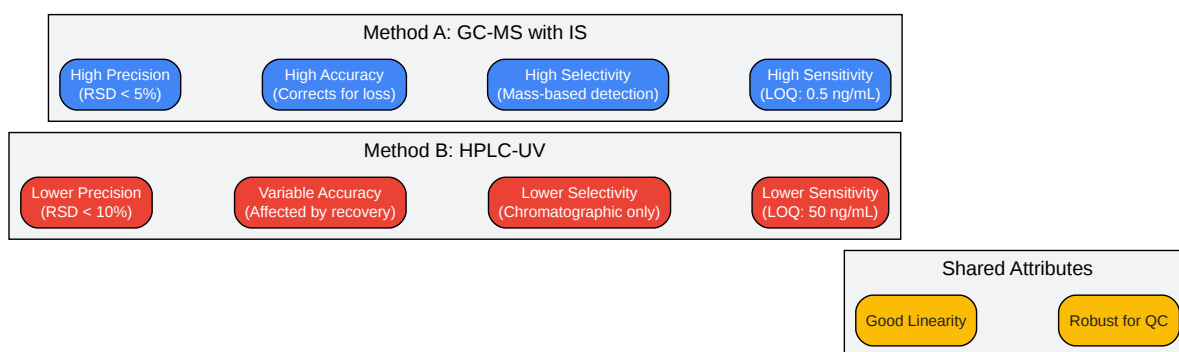 Method A: GC-MS with IS
High Precision
(RSD < 5%)
High Accuracy
(Corrects for loss)
High Selectivity
(Mass-based detection)
High Sensitivity
(LOQ: 0.5 ng/mL)
Method B: HPLC-UV
Lower Precision
(RSD < 10%)
Variable Accuracy
(Affected by recovery)
Lower Selectivity
(Chromatographic only)
Lower Sensitivity
(LOQ: 50 ng/mL)
Shared Attributes
Good Linearity
Robust for QC